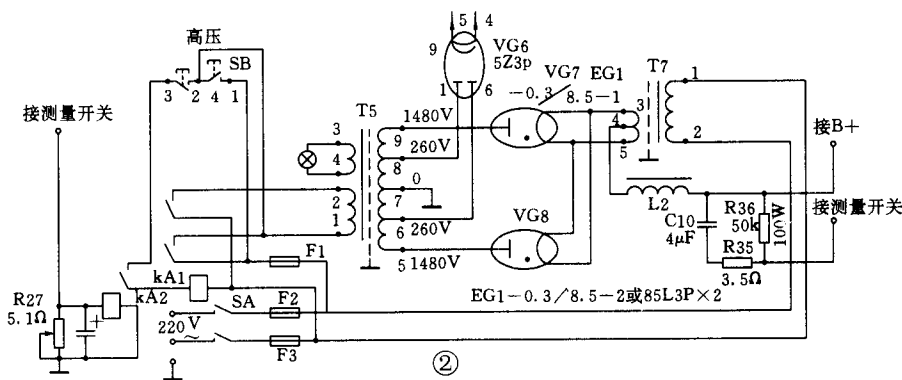 高压
SB
3 2 4 1
接测量开关
5 4
9
VG6
5Z3p
1 6
VG7 EG1
-0.3/8.5-1
T7
1
3
4
5
2
接B+
T5
1480V
3
9
260V
4
8
0
2
7
1
260V
6
5 1480V
VG8
L2
C10
4μF
R36
50k
100W
R35
3.5Ω
接测量开关
F1
kA1
kA2
SA
F2
EG1-0.3/8.5-2或85L3P×2
R27
5.1Ω
+
220V
~
F3
②